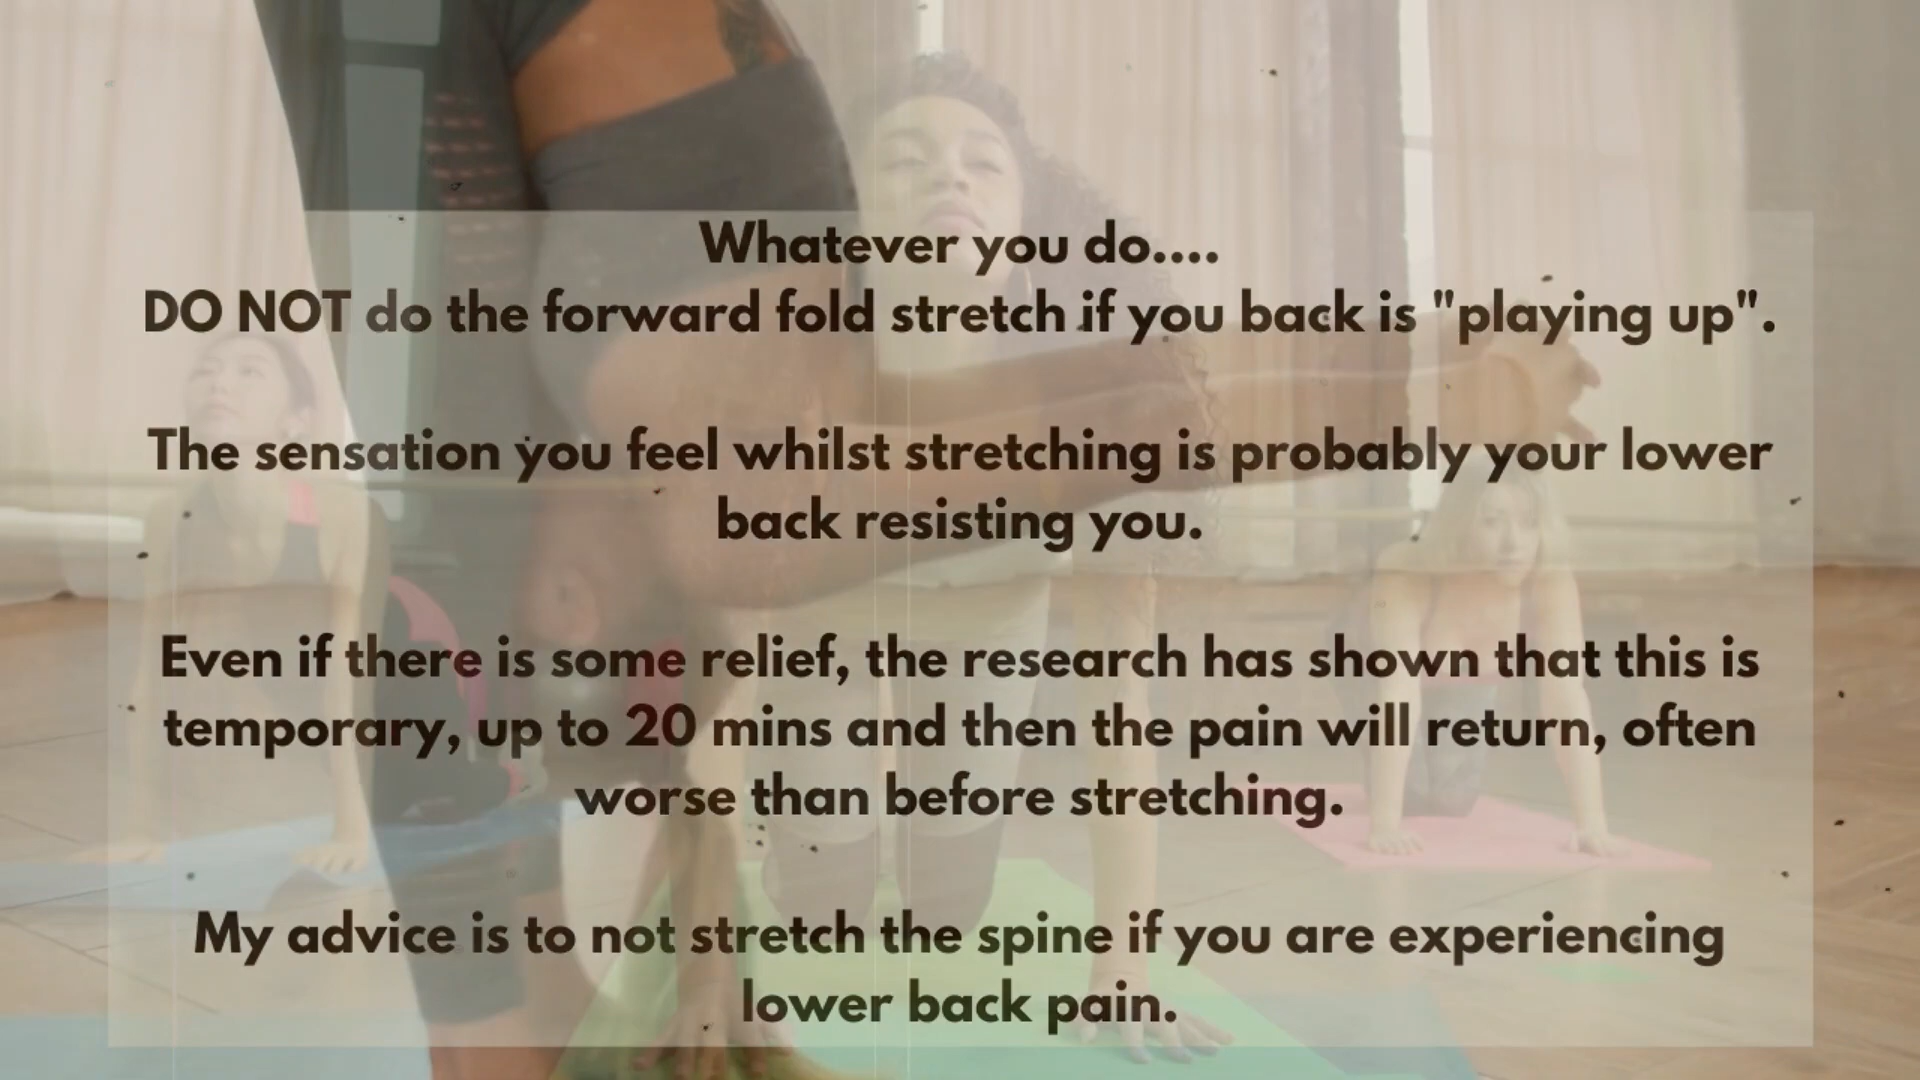 Whatever you do....
DO NOT do the forward fold stretch if you back is "playing up".
The sensation you feel whilst stretching is probably your lower
back resisting you.
Even if there is some relief, the research has shown that this is
temporary, up to 20 mins and then the pain will return, often
worse than before stretching.
My advice is to not stretch the spine if you are experiencing
lower back pain.